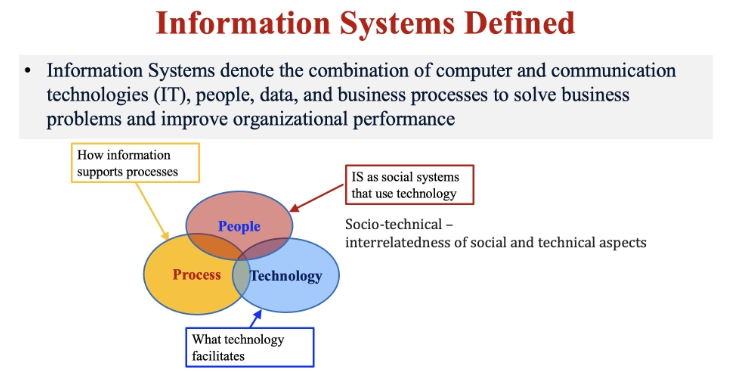 Information Systems Defined
• Information Systems denote the combination of computer and communication
technologies (IT), people, data, and business processes to solve business
problems and improve organizational performance
How information
supports processes
IS as social systems
that use technology
People
Socio-technical –
interrelatedness of social and technical aspects
Process
Technology
What technology
facilitates